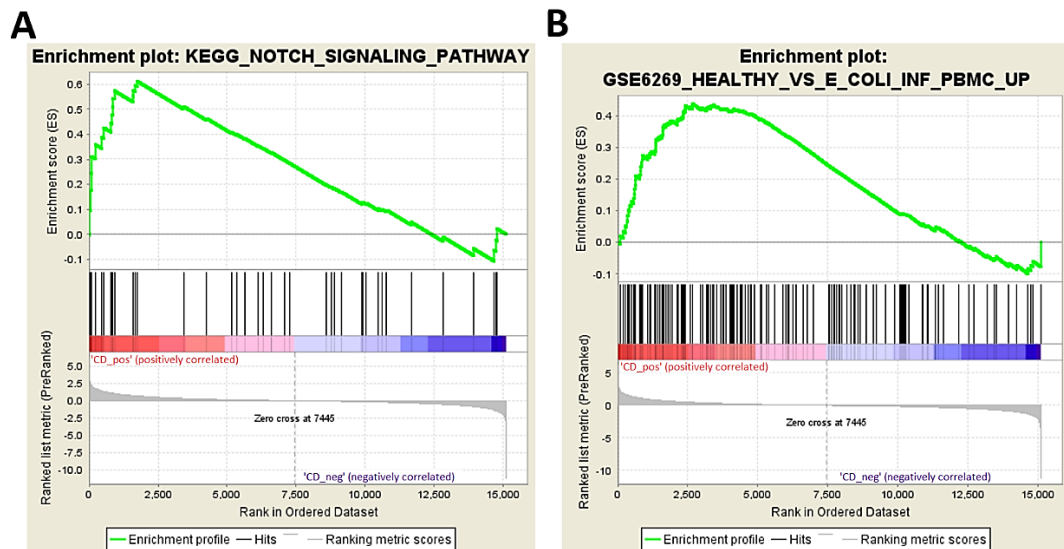 A
Enrichment plot: KEGG_NOTCH_SIGNALING_PATHWAY
Enrichment score (ES)
0.6
0.5
0.4
0.3
0.2
0.1
0.0
-0.1
'CD_pos' (positively correlated)
Ranked list metric (PreRanked)
5.0
2.5
0.0
-2.5
-5.0
-7.5
-10.0
Zero cross at 7445
'CD_neg' (negatively correlated)
0 2,500 5,000 7,500 10,000 12,500 15,000
Rank in Ordered Dataset
Enrichment profile Hits Ranking metric scores
B
Enrichment plot:
GSE6269_HEALTHY_VS_E_COLI_INF_PBMC_UP
Enrichment score (ES)
0.4
0.3
0.2
0.1
0.0
-0.1
'CD_pos' (positively correlated)
Ranked list metric (PreRanked)
5
0
-5
-10
Zero cross at 7445
'CD_neg' (negatively correlated)
0 2,500 5,000 7,500 10,000 12,500 15,000
Rank in Ordered Dataset
Enrichment profile Hits Ranking metric scores